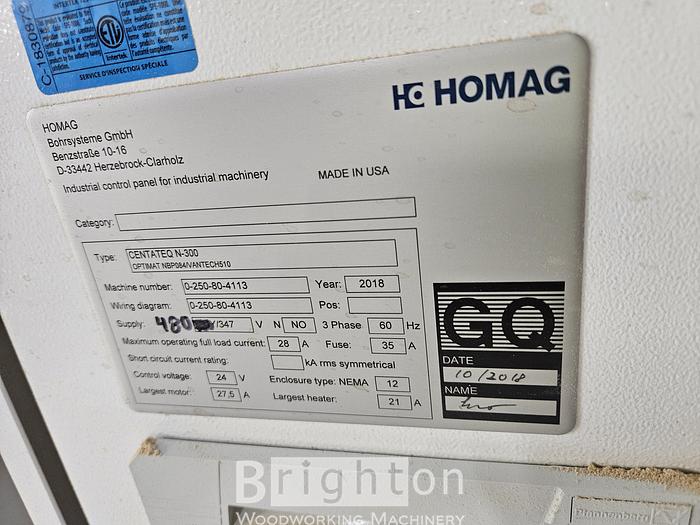 C-1830876
SERVICE D'INSPECTION SPÉCIALE
Intertek
HOMAG
HOMAG
Bohrsysteme GmbH
Benzstraße 10-16
D-33442 Herzebrock-Clarholz
Industrial control panel for industrial machinery MADE IN USA
Category:
Type: CENTATEQ N-300
OPTIMAT NBP084/VANTECH510
Machine number: 0-250-80-4113 Year: 2018
Wiring diagram: 0-250-80-4113 Pos:
Supply: 480 /347 V N NO 3 Phase 60 Hz
Maximum operating full load current: 28 A Fuse: 35 A
Short circuit current rating: kA rms symmetrical
Control voltage: 24 V Enclosure type: NEMA 12
Largest motor: 27,5 A Largest heater: 21 A
GQ
DATE
10/2018
NAME
Brighton
WOODWORKING MACHINERY
Pfannenberg